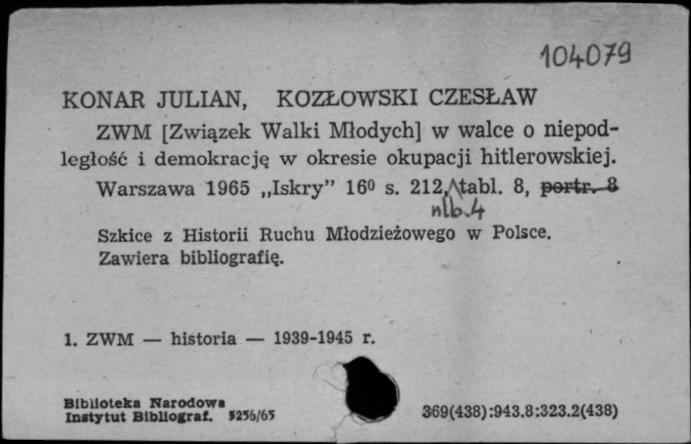 104079
KONAR JULIAN, KOZŁOWSKI CZESŁAW
ZWM [Związek Walki Młodych] w walce o niepod-
ległość i demokrację w okresie okupacji hitlerowskiej.
Warszawa 1965 „Iskry” 16⁰ s. 212, tabl. 8, portr. 8
nlb. 4
Szkice z Historii Ruchu Młodzieżowego w Polsce.
Zawiera bibliografię.
1. ZWM — historia — 1939-1945 r.
Biblioteka Narodowa
Instytut Bibliograf. 5256/65
369(438):943.8:323.2(438)